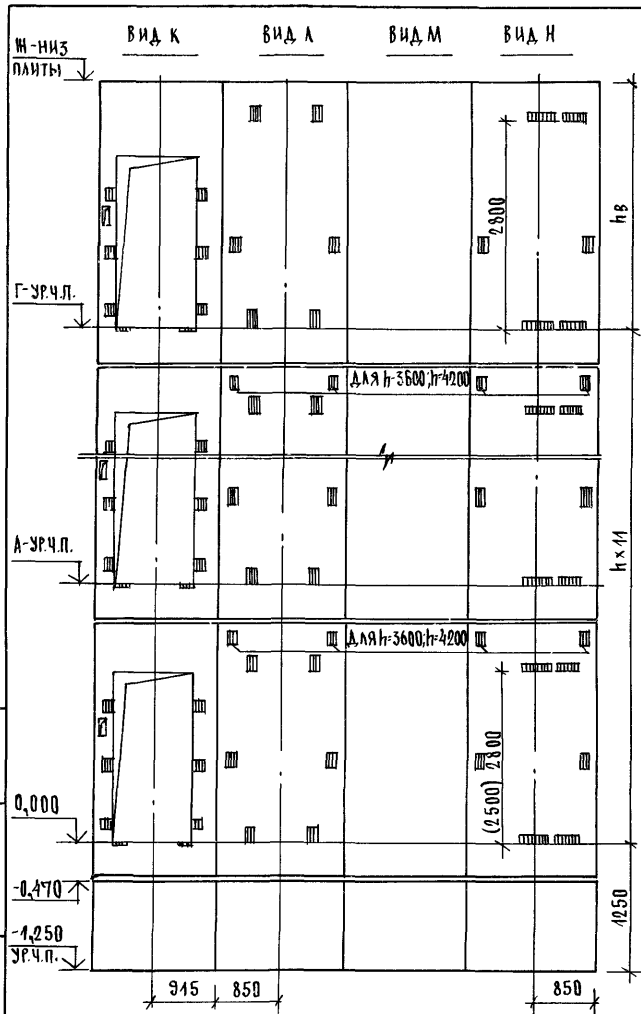 ВИД К ВИД Л ВИД М ВИД Н
Ж-НИЗ
ПЛИТЫ
2800
hв
Г-УР.Ч.П.
ДЛЯ h=3600; h=4200
А-УР.Ч.П.
h×11
ДЛЯ h=3600; h=4200
(2500) 2800
0,000
-0,470
-1,250
УР.Ч.П.
1250
915 850 850